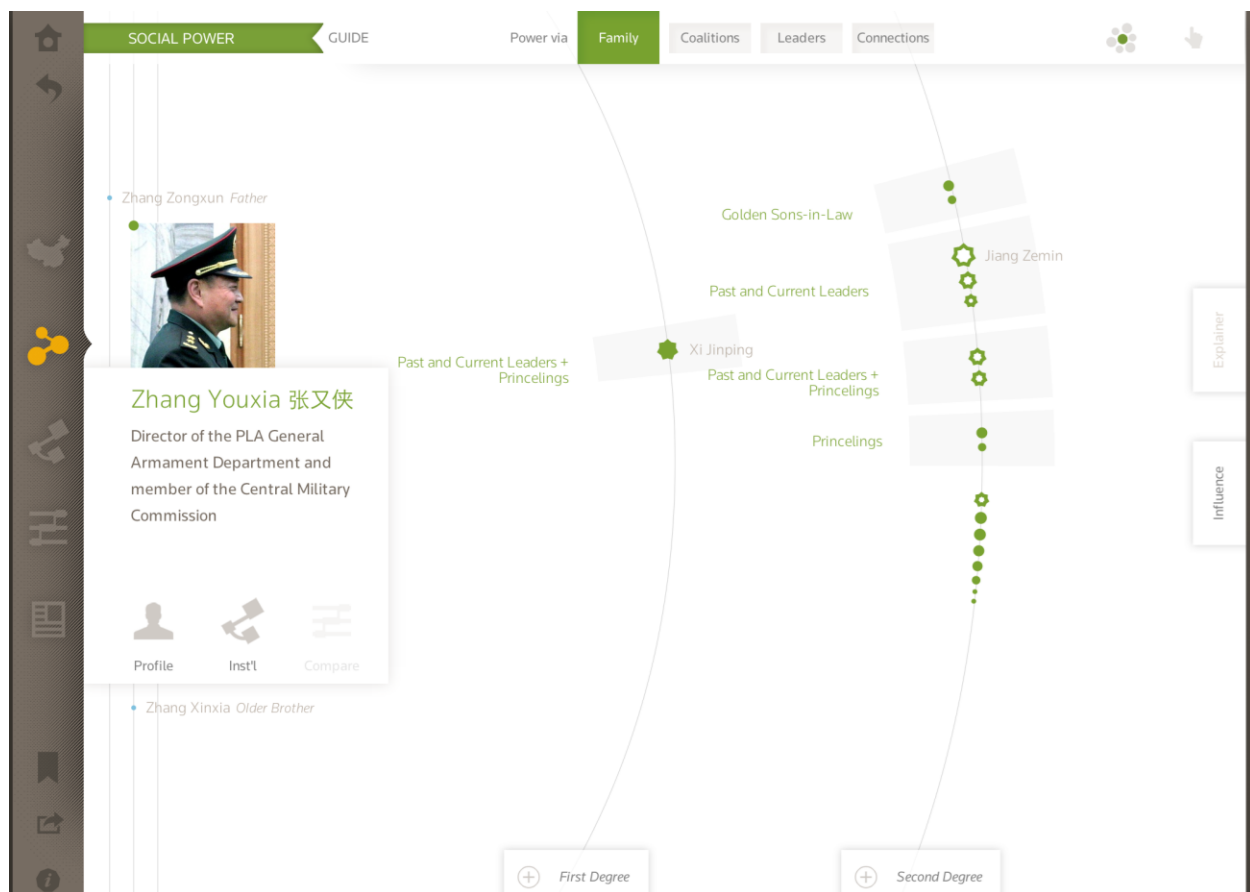 SOCIAL POWER
GUIDE
Power via
Family
Coalitions
Leaders
Connections
Zhang Zongxun Father
Zhang Youxia 张又侠
Director of the PLA General
Armament Department and
member of the Central Military
Commission
Profile
Inst'l
Compare
Zhang Xinxia Older Brother
Past and Current Leaders +
Princelings
Xi Jinping
Golden Sons-in-Law
Past and Current Leaders
Jiang Zemin
Past and Current Leaders +
Princelings
Princelings
Explainer
Influence
First Degree
Second Degree